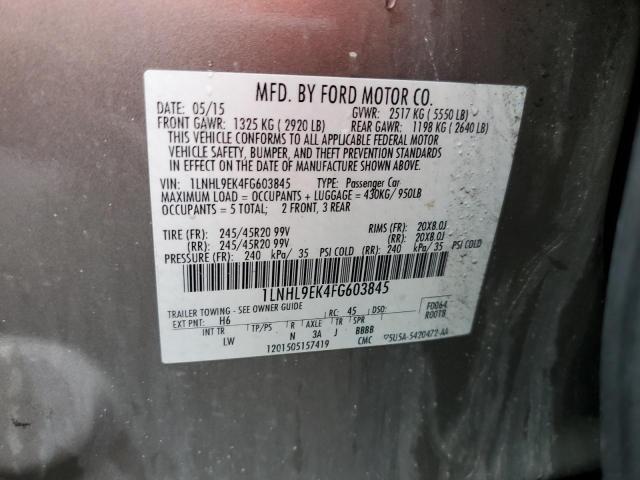 MFD. BY FORD MOTOR CO.
DATE: 05/15 GVWR: 2517 KG ( 5550 LB)
FRONT GAWR: 1325 KG ( 2920 LB) REAR GAWR: 1198 KG ( 2640 LB)
THIS VEHICLE CONFORMS TO ALL APPLICABLE FEDERAL MOTOR
VEHICLE SAFETY, BUMPER, AND THEFT PREVENTION STANDARDS
IN EFFECT ON THE DATE OF MANUFACTURE SHOWN ABOVE.
VIN: 1LNHL9EK4FG603845 TYPE: Passenger Car
MAXIMUM LOAD = OCCUPANTS + LUGGAGE = 430KG/ 950LB
OCCUPANTS = 5 TOTAL; 2 FRONT, 3 REAR
TIRE (FR): 245/45R20 99V RIMS (FR): 20X8.0J
(RR): 245/45R20 99V (RR): 20X8.0J
PRESSURE (FR): 240 kPa/ 35 PSI COLD (RR): 240 kPa/ 35 PSI COLD
1LNHL9EK4FG603845
TRAILER TOWING - SEE OWNER GUIDE
EXT PNT: H6 RC: 45 DSO: F0064
R0018
INT TR TP/PS R AXLE TR SPR
LW N 3A J BBBB
1201505157419 CMC 5U5A-5420472-AA